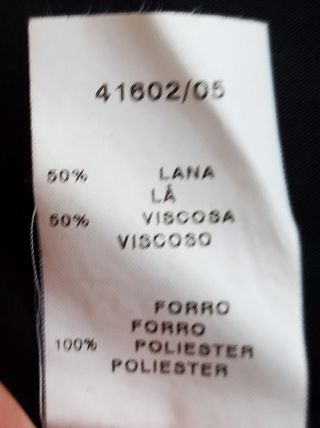 41602/05
50% LANA
LÃ
50% VISCOSA
VISCOSO
FORRO
FORRO
100% POLIESTER
POLIESTER